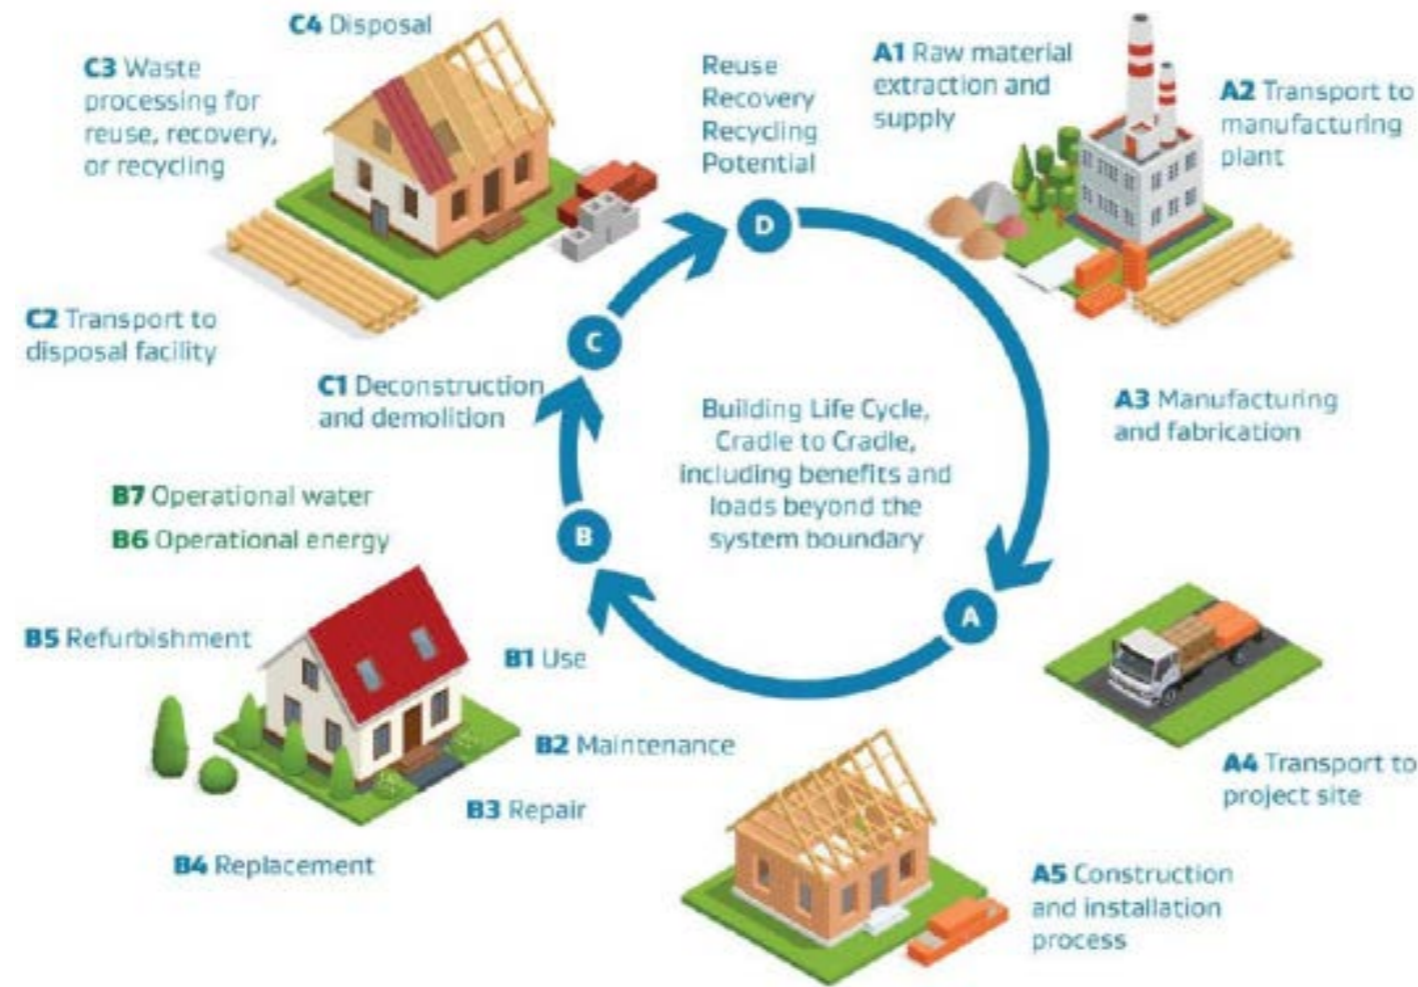 C4 Disposal
C3 Waste
processing for
reuse, recovery,
or recycling
Reuse
Recovery
Recycling
Potential
A1 Raw material
extraction and
supply
A2 Transport to
manufacturing
plant
D
C2 Transport to
disposal facility
C
C1 Deconstruction
and demolition
Building Life Cycle,
Cradle to Cradle,
including benefits and
loads beyond the
system boundary
A3 Manufacturing
and fabrication
B7 Operational water
B6 Operational energy
B
A
B5 Refurbishment
B1 Use
B2 Maintenance
B3 Repair
B4 Replacement
A4 Transport to
project site
A5 Construction
and installation
process